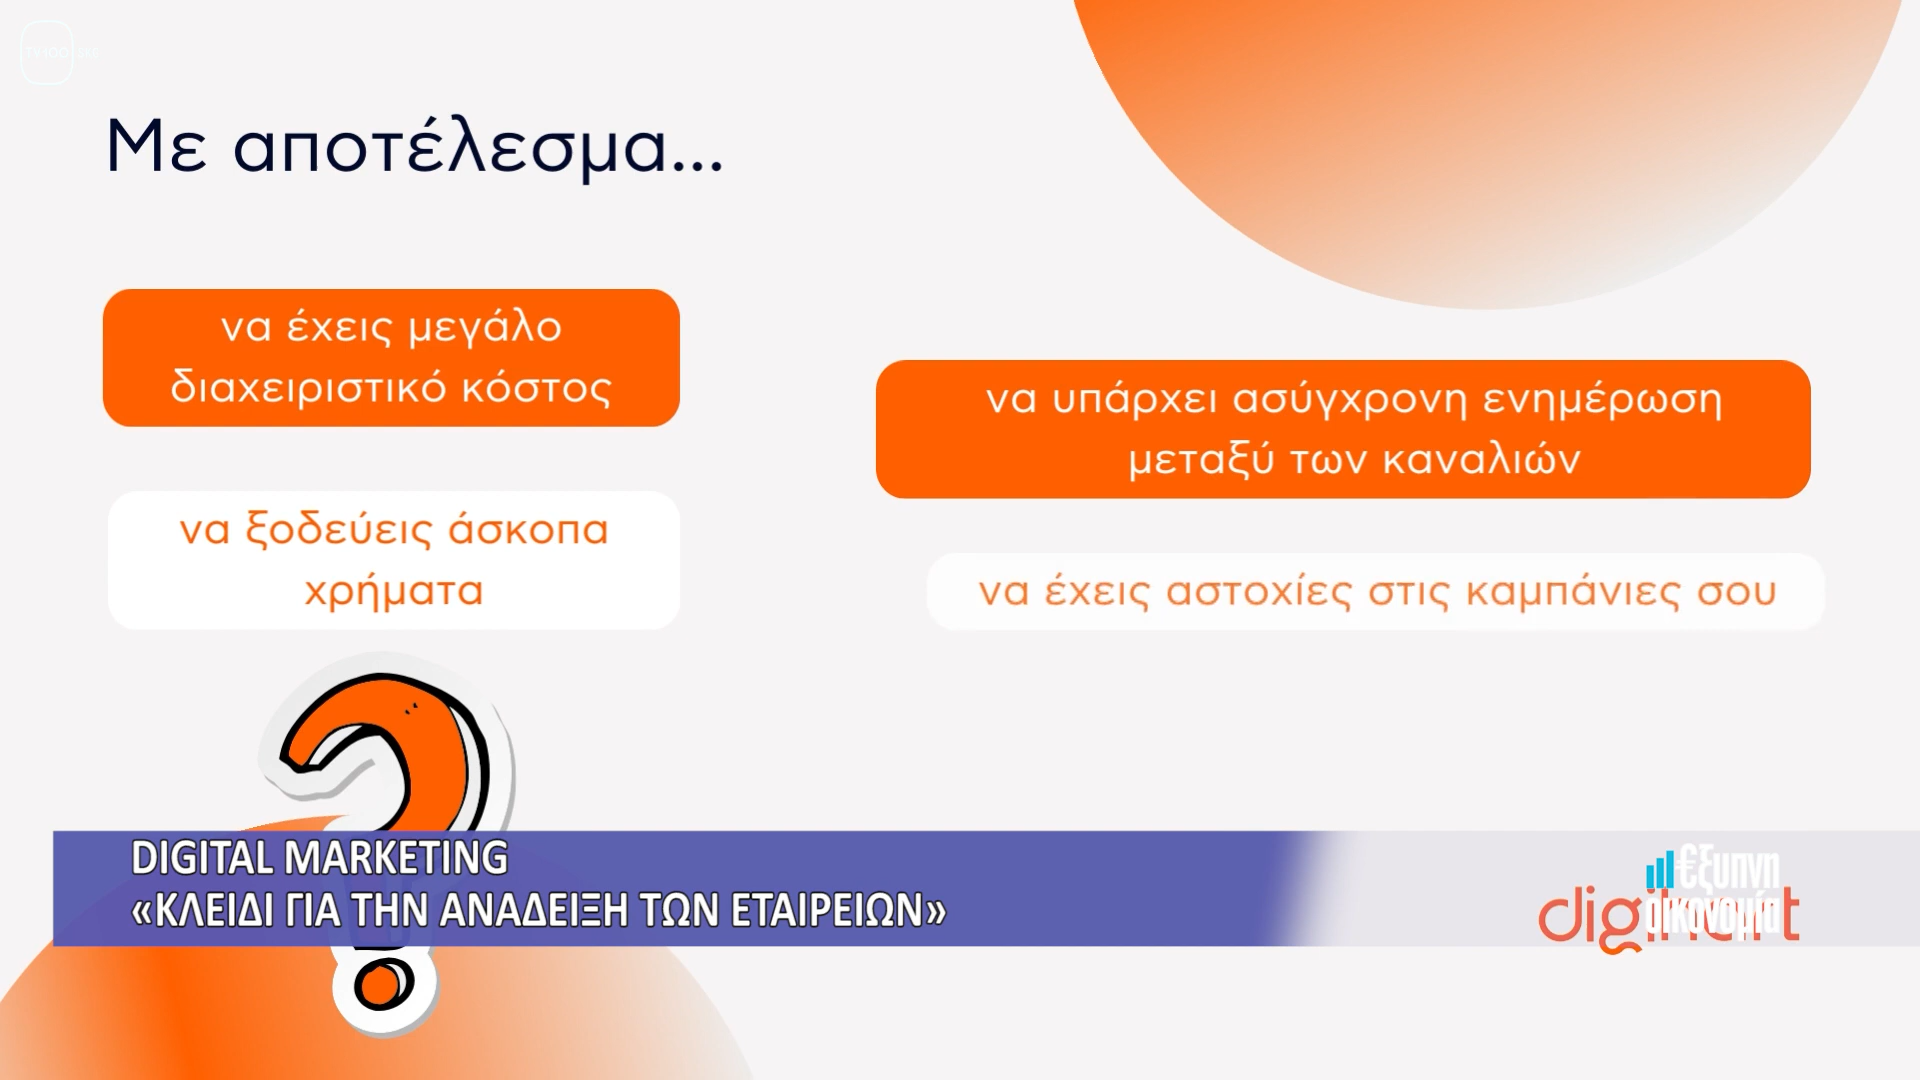 Με αποτέλεσμα...
να έχεις μεγάλο
διαχειριστικό κόστος
να ξοδεύεις άσκοπα
χρήματα
να υπάρχει ασύγχρονη ενημέρωση
μεταξύ των καναλιών
να έχεις αστοχίες στις καμπάνιες σου
DIGITAL MARKETING
«ΚΛΕΙΔΙ ΓΙΑ ΤΗΝ ΑΝΑΔΕΙΞΗ ΤΩΝ ΕΤΑΙΡΕΙΩΝ»
€ξυπνη
οικονομία